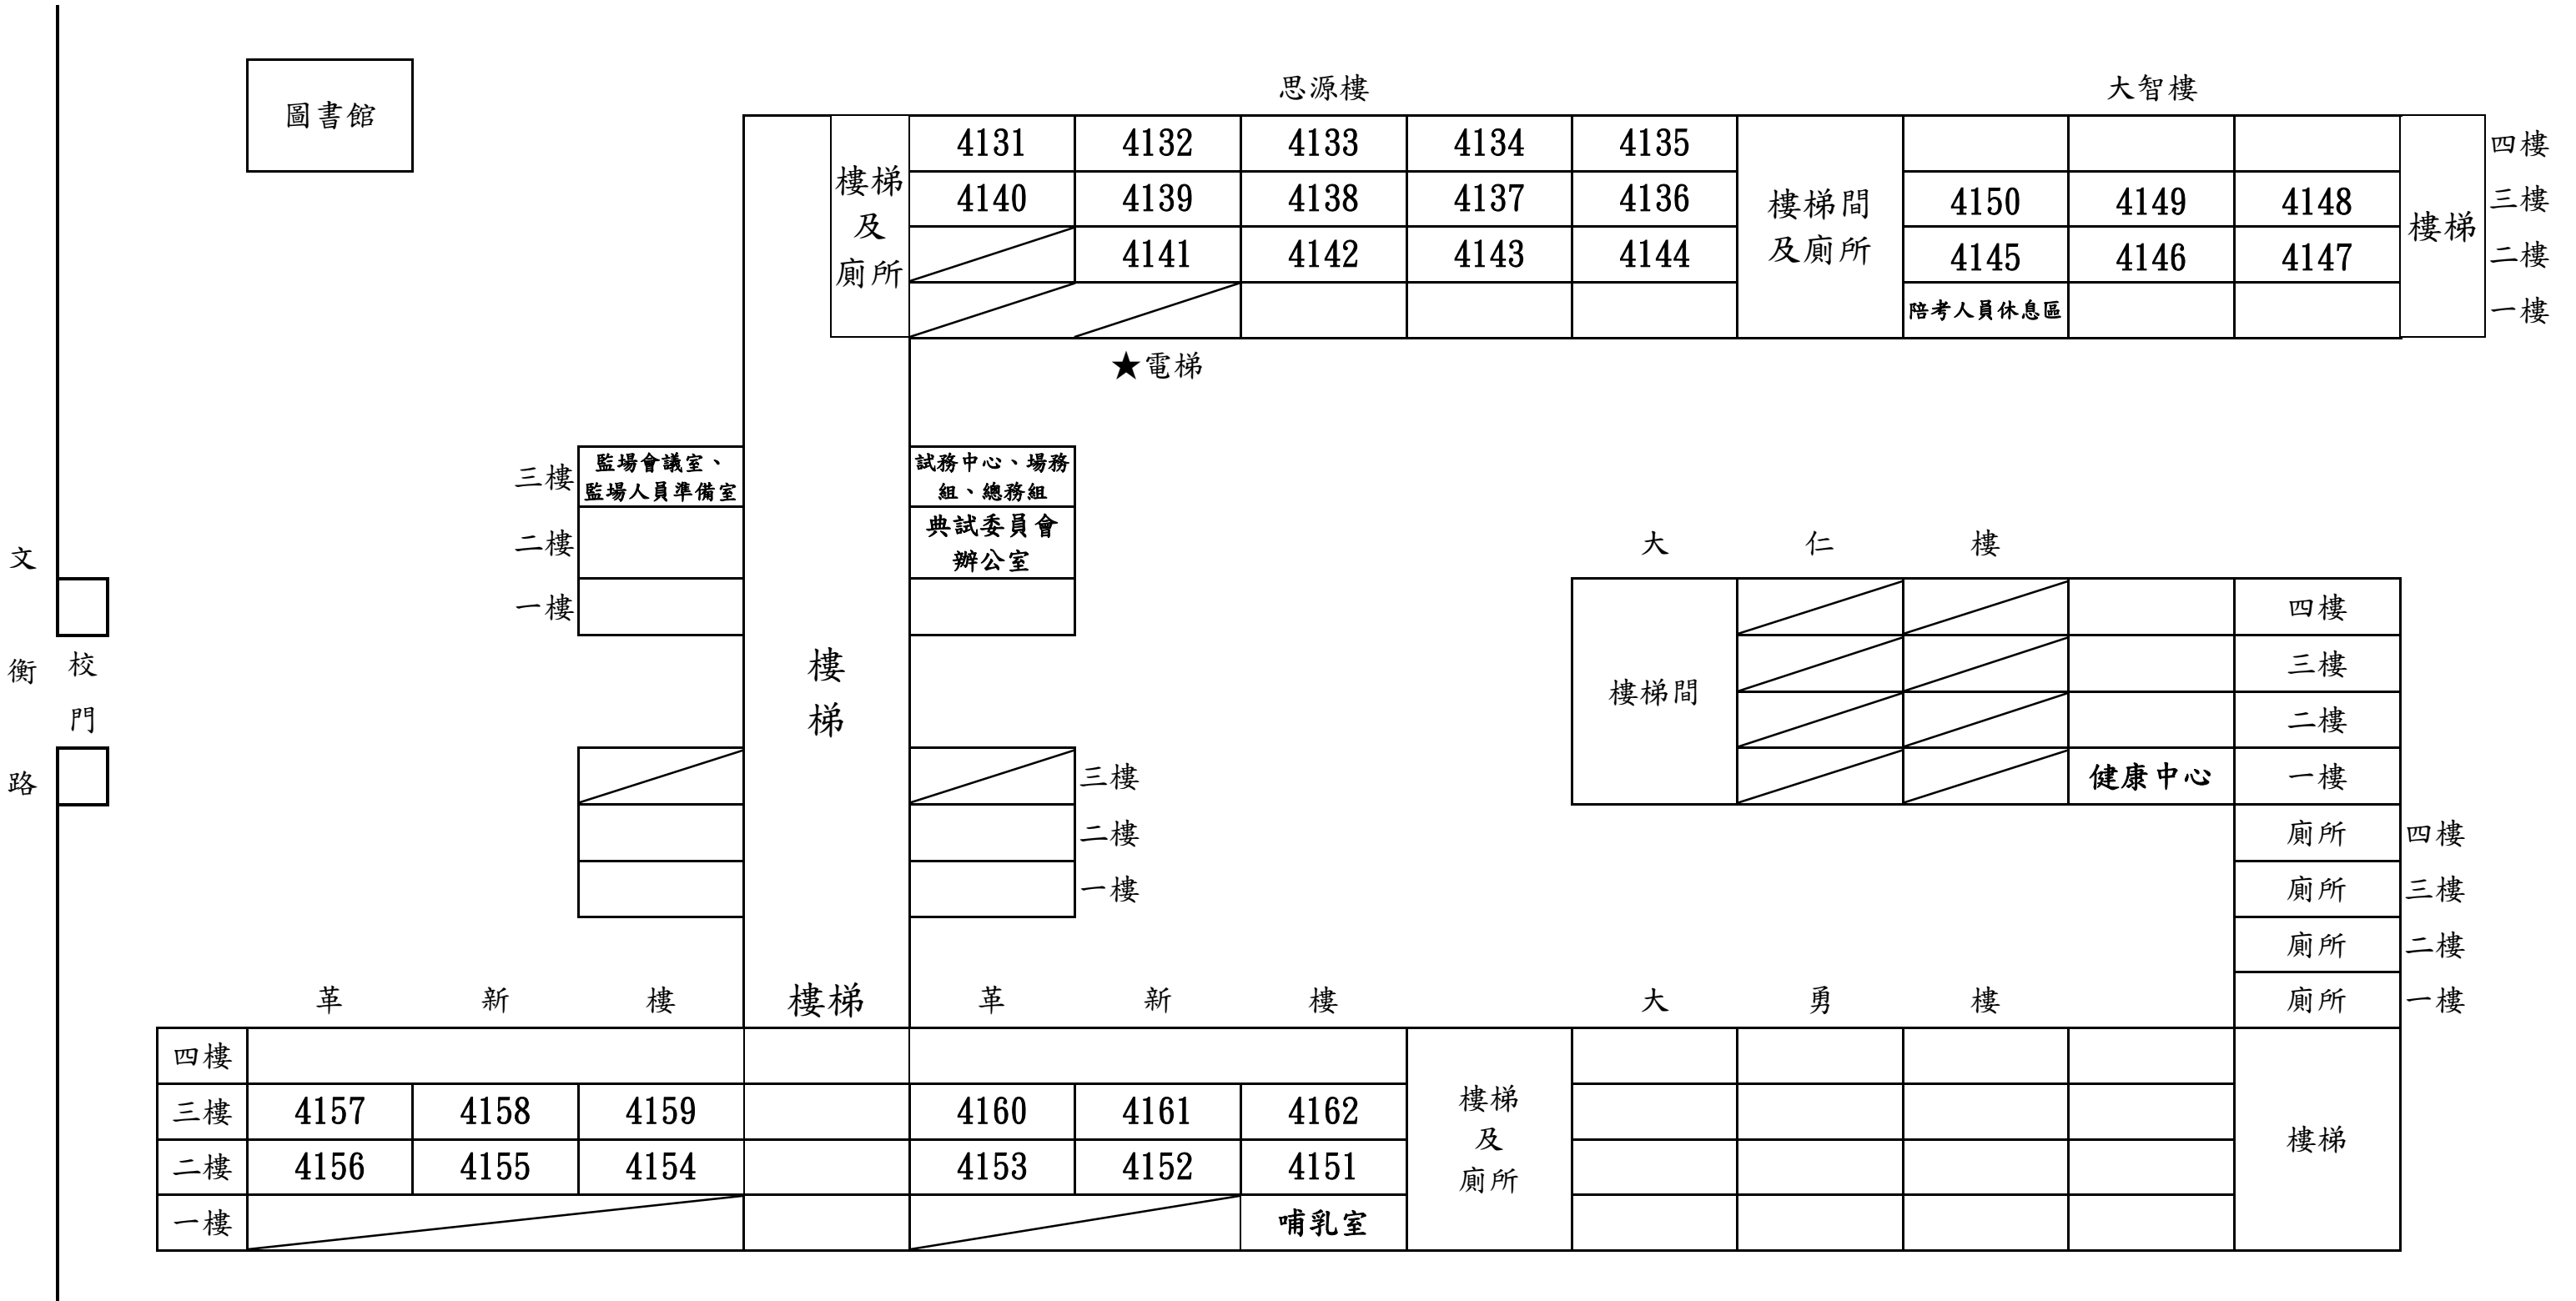 圖書館
思源樓
大智樓
樓梯
及
廁所
4131 4132 4133 4134 4135
4140 4139 4138 4137 4136
4141 4142 4143 4144
樓梯間
及廁所
4150 4149 4148
4145 4146 4147
陪考人員休息區
樓梯
四樓
三樓
二樓
一樓
★電梯
三樓
監場會議室、
監場人員準備室
試務中心、場務
組、總務組
二樓
典試委員會
辦公室
一樓
文衡路
校門
樓梯
大仁樓
樓梯間
四樓
三樓
二樓
健康中心 一樓
三樓
二樓
一樓
廁所 四樓
廁所 三樓
廁所 二樓
廁所 一樓
革新樓 樓梯 革新樓 大勇樓
四樓
三樓 4157 4158 4159 4160 4161 4162
二樓 4156 4155 4154 4153 4152 4151
一樓 哺乳室
樓梯
及
廁所
樓梯